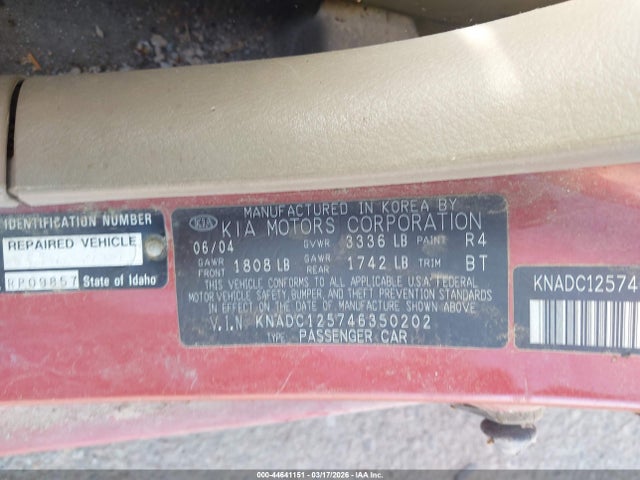 IDENTIFICATION NUMBER
REPAIRED VEHICLE
RP09857 State of Idaho
MANUFACTURED IN KOREA BY
KIA KIA MOTORS CORPORATION
06/04 GVWR 3336 LB PAINT R4
GAWR FRONT 1808 LB GAWR REAR 1742 LB TRIM BT
THIS VEHICLE CONFORMS TO ALL APPLICABLE U.S.A. FEDERAL
MOTOR VEHICLE SAFETY, BUMPER, AND THEFT PREVENTION STANDARDS
IN EFFECT ON THE DATE OF MANUFACTURE SHOWN ABOVE
V.I.N KNADC125746350202
TYPE: PASSENGER CAR
KNADC12574
000-44641151 - 03/17/2026 - COPYRIGHT IAA, LLC.